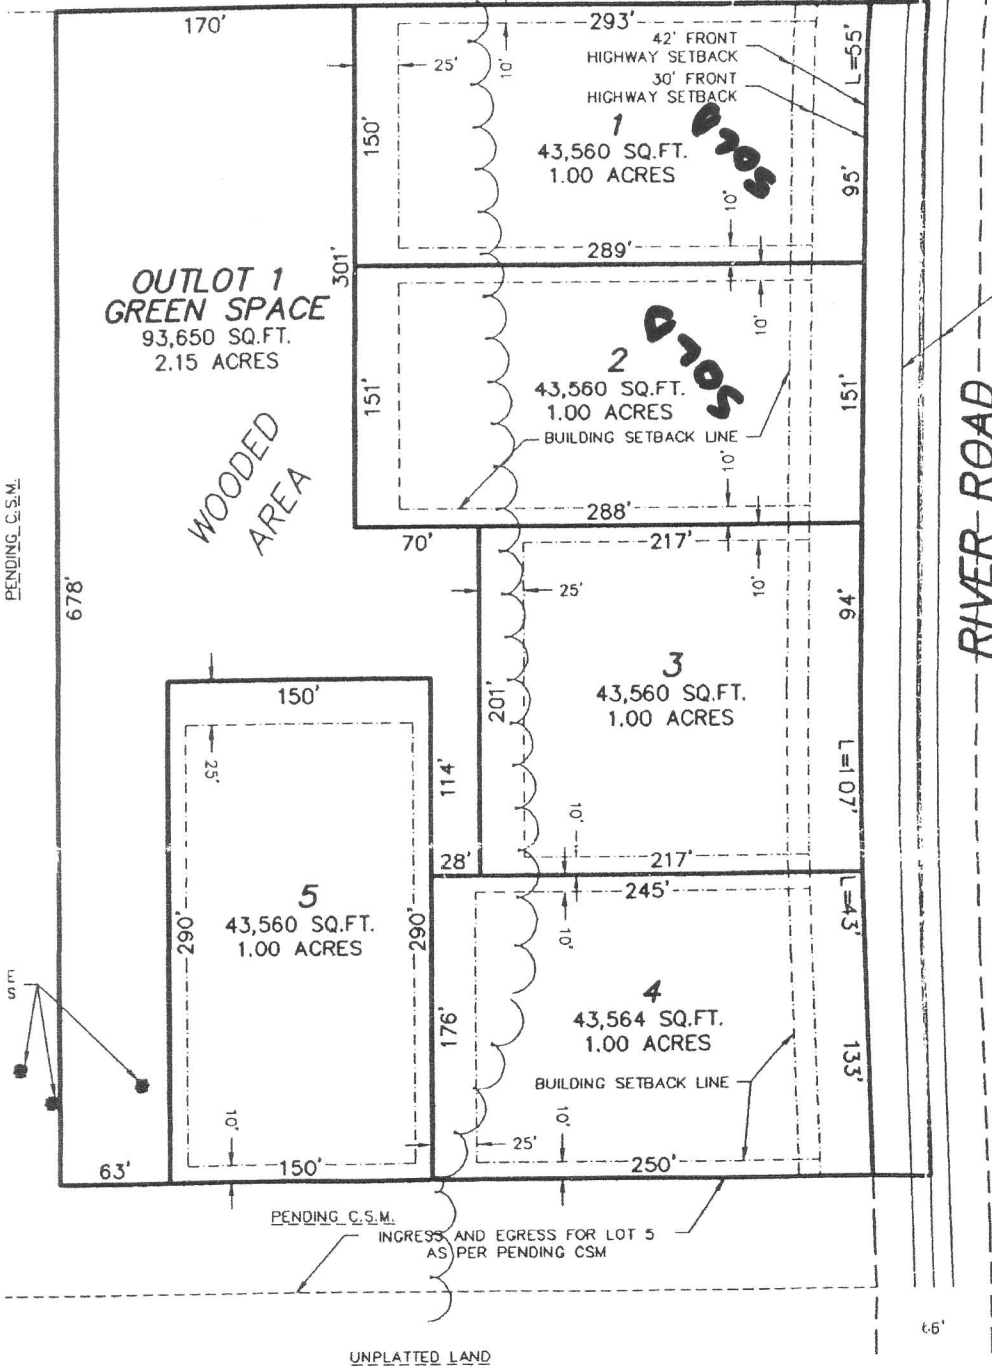 170'
293'
42' FRONT
HIGHWAY SETBACK
30' FRONT
HIGHWAY SETBACK
L=55'
25'
10'
150'
1
43,560 SQ.FT.
1.00 ACRES
SOLD
95'
10'
289'
301'
OUTLOT 1
GREEN SPACE
93,650 SQ.FT.
2.15 ACRES
10'
2
43,560 SQ.FT.
1.00 ACRES
SOLD
151'
151'
BUILDING SETBACK LINE
10'
288'
WOODED
AREA
RIVER ROAD
PENDING C.S.M.
70'
217'
10'
25'
94'
678'
3
43,560 SQ.FT.
1.00 ACRES
150'
201'
25'
114'
L=107'
10'
28'
217'
245'
L=43'
5
43,560 SQ.FT.
1.00 ACRES
290'
290'
10'
4
43,564 SQ.FT.
1.00 ACRES
176'
133'
BUILDING SETBACK LINE
10'
10'
25'
63'
150'
250'
PENDING C.S.M.
INGRESS AND EGRESS FOR LOT 5
AS PER PENDING CSM
UNPLATTED LAND